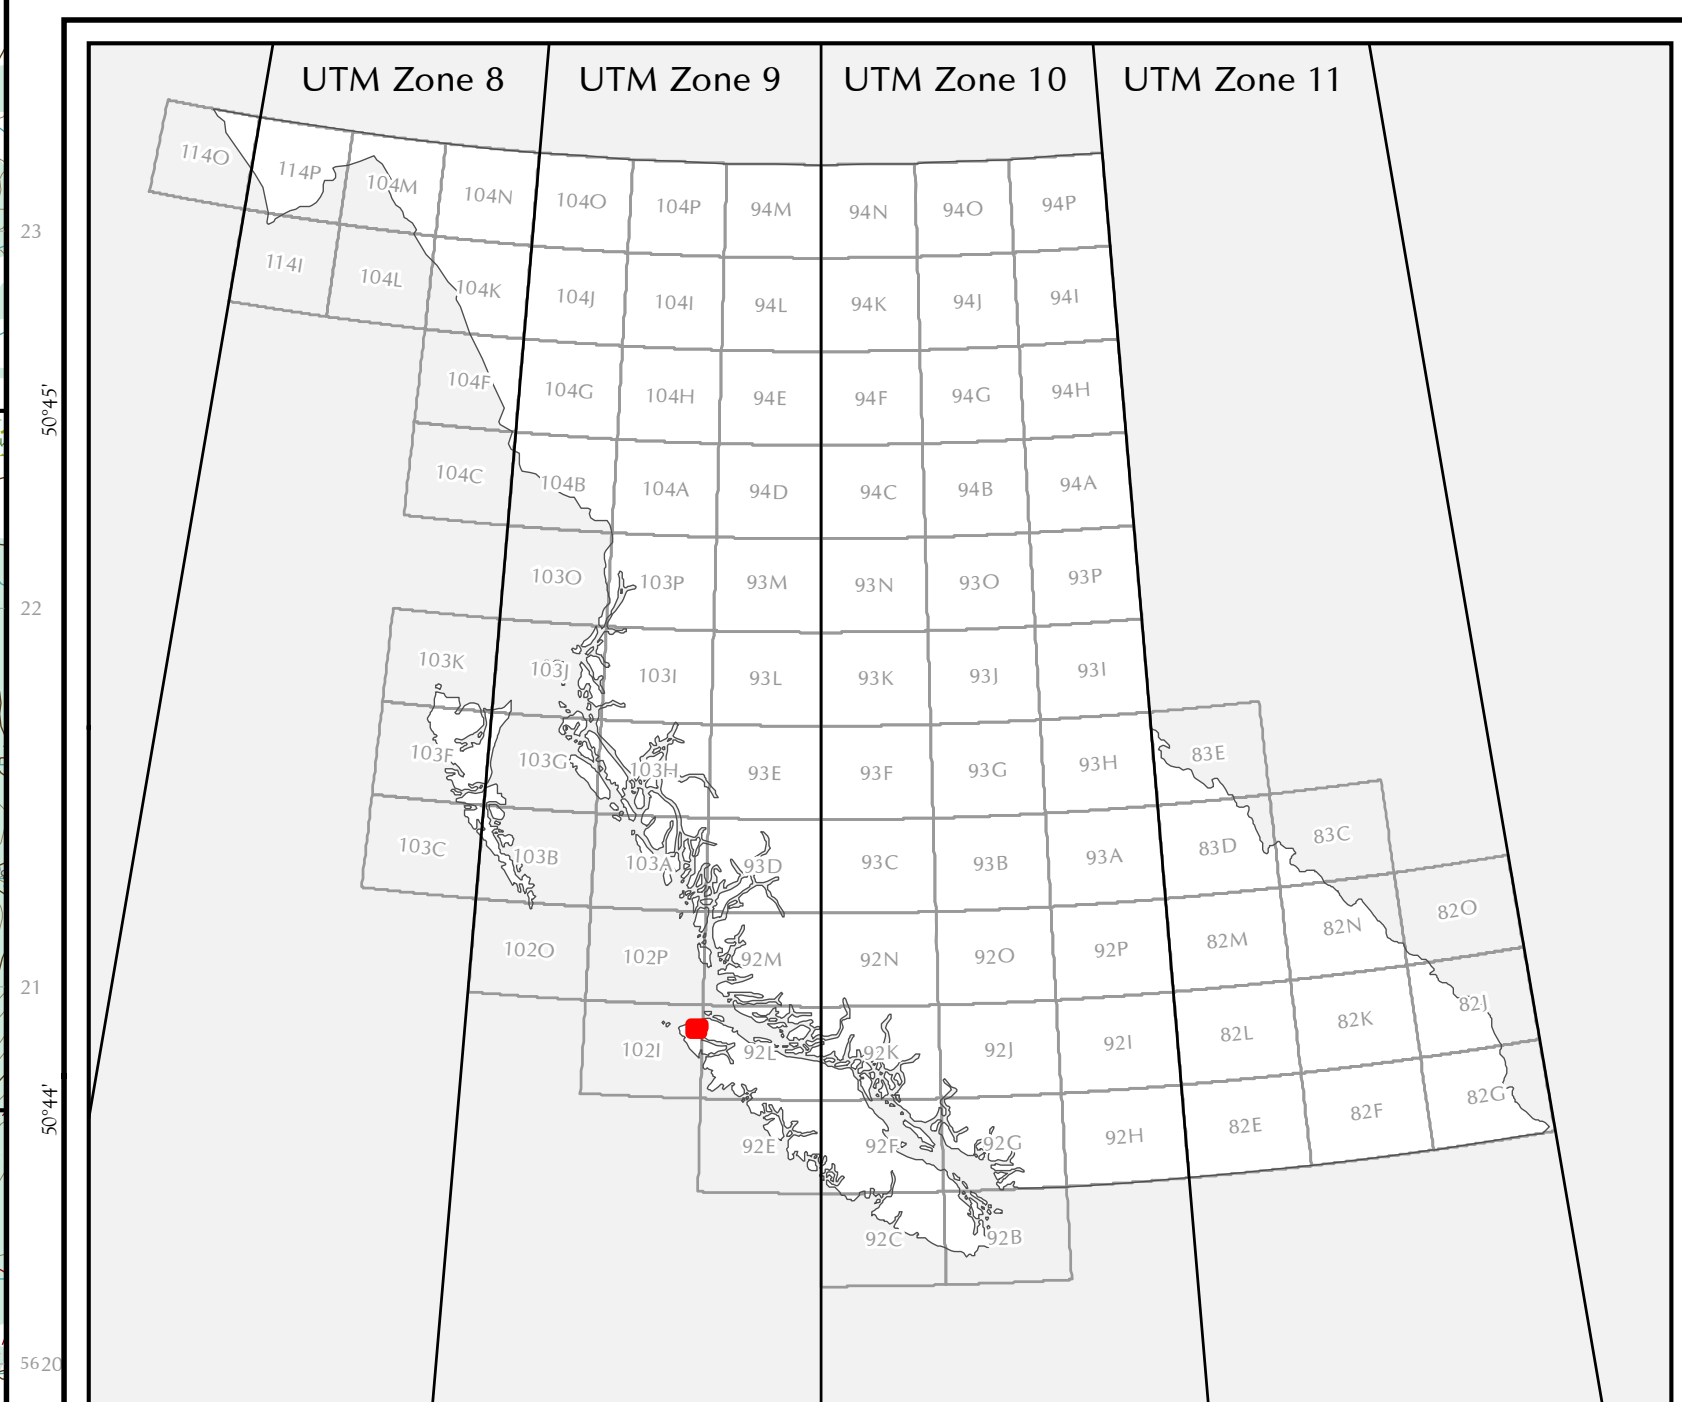 UTM Zone 8 UTM Zone 9 UTM Zone 10 UTM Zone 11
114O 114P 104M 104N 104O 104P 94M 94N 94O 94P
23
114I 104L 104K 104J 104I 94L 94K 94J 94I
50°45'
104F 104G 104H 94E 94F 94G 94H
104C 104B 104A 94D 94C 94B 94A
103O 103P 93M 93N 93O 93P
22
103K 103J 103I 93L 93K 93J 93I
103F 103G 103H 93E 93F 93G 93H 83E
103C 103B 103A 93D 93C 93B 93A 83D 83C
102O 102P 92M 92N 92O 92P 82M 82N 82O
21
102I 92L 92K 92J 92I 82L 82K 82J
50°44'
92E 92F 92G 92H 82E 82F 82G
92C 92B
5620